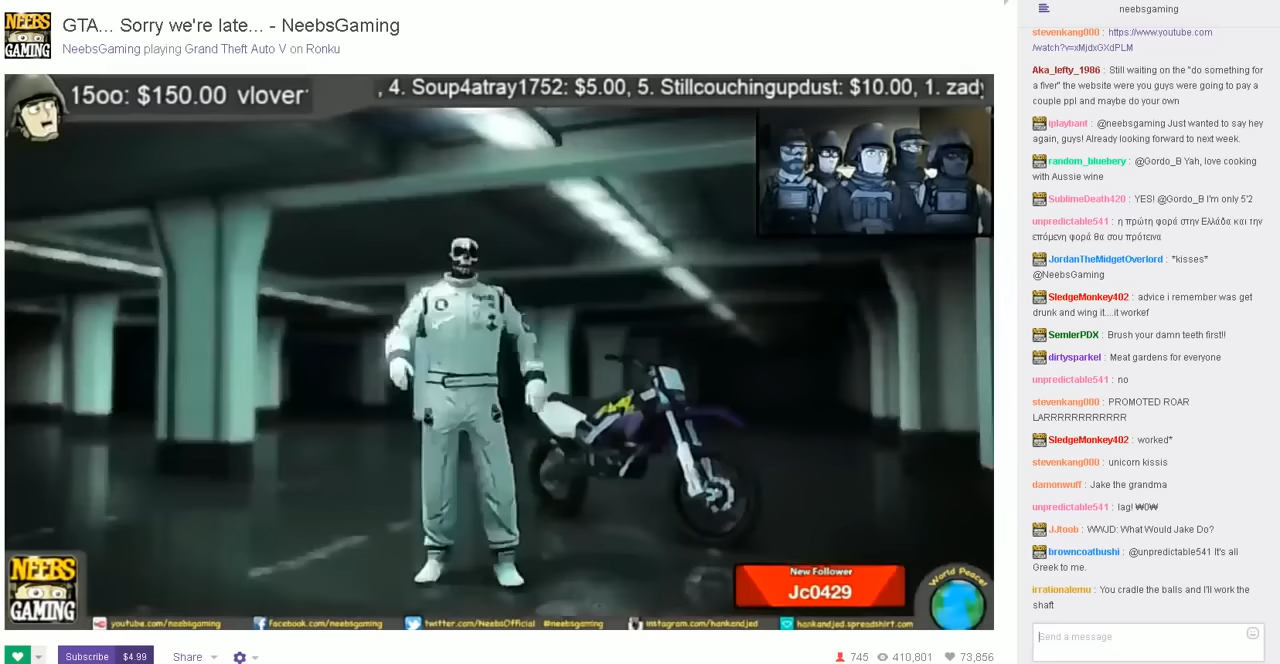 NEEBS
GAMING
GTA... Sorry we're late... - NeebsGaming
NeebsGaming playing Grand Theft Auto V on Ronku
15oo: $150.00 vlover
, 4. Soup4atray1752: $5.00, 5. Stillcouchingupdust: $10.00, 1. zady
NEEBS
GAMING
New Follower
Jc0429
World Peace!
youtube.com/neebsgaming
facebook.com/neebsgaming
twitter.com/NeebsOfficial #neebsgaming
instagram.com/hankandjed
hankandjed.spreadshirt.com
Subscribe $4.99
Share
745 410,801 73,856
neebsgaming
stevenkang000 : https://www.youtube.com
/watch?v=xMjdxGXdPLM
Aka_lefty_1986 : Still waiting on the "do something for
a fiver" the website were you guys were going to pay a
couple ppl and maybe do your own
iplaybant : @neebsgaming Just wanted to say hey
again, guys! Already looking forward to next week.
random_bluebery : @Gordo_B Yah, love cooking
with Aussie wine
SublimeDeath420 : YES! @Gordo_B I'm only 5'2
unpredictable541 : η πρώτη φορά στην Ελλάδα και την
επόμενη φορά θα σου πρότεινα
JordanTheMidgetOverlord : *kisses*
@NeebsGaming
SledgeMonkey402 : advice i remember was get
drunk and wing it....it workef
SemlerPDX : Brush your damn teeth first!!
dirtysparkel : Meat gardens for everyone
unpredictable541 : no
stevenkang000 : PROMOTED ROAR
LARRRRRRRRRRRR
SledgeMonkey402 : worked*
stevenkang000 : unicorn kissis
damonwuff : Jake the grandma
unpredictable541 : lag! ₩0₩
JJtoob : WWJD: What Would Jake Do?
browncoatbushi : @unpredictable541 It's all
Greek to me.
irrationalemu : You cradle the balls and I'll work the
shaft
Send a message